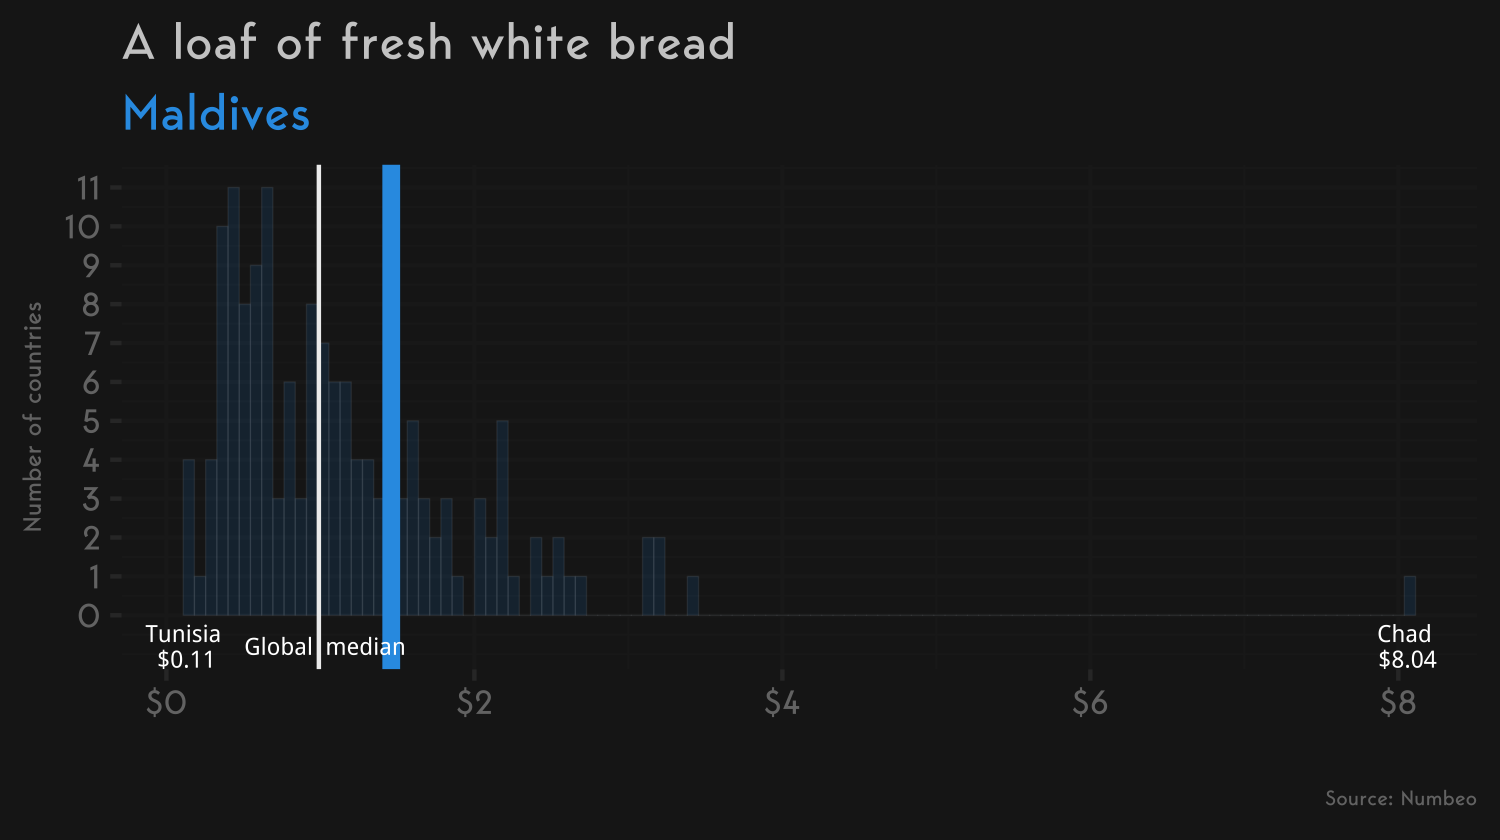 A loaf of fresh white bread
Maldives
Number of countries
11
10
9
8
7
6
5
4
3
2
1
0
Tunisia
$0.11
Global median
Chad
$8.04
$0
$2
$4
$6
$8
Source: Numbeo